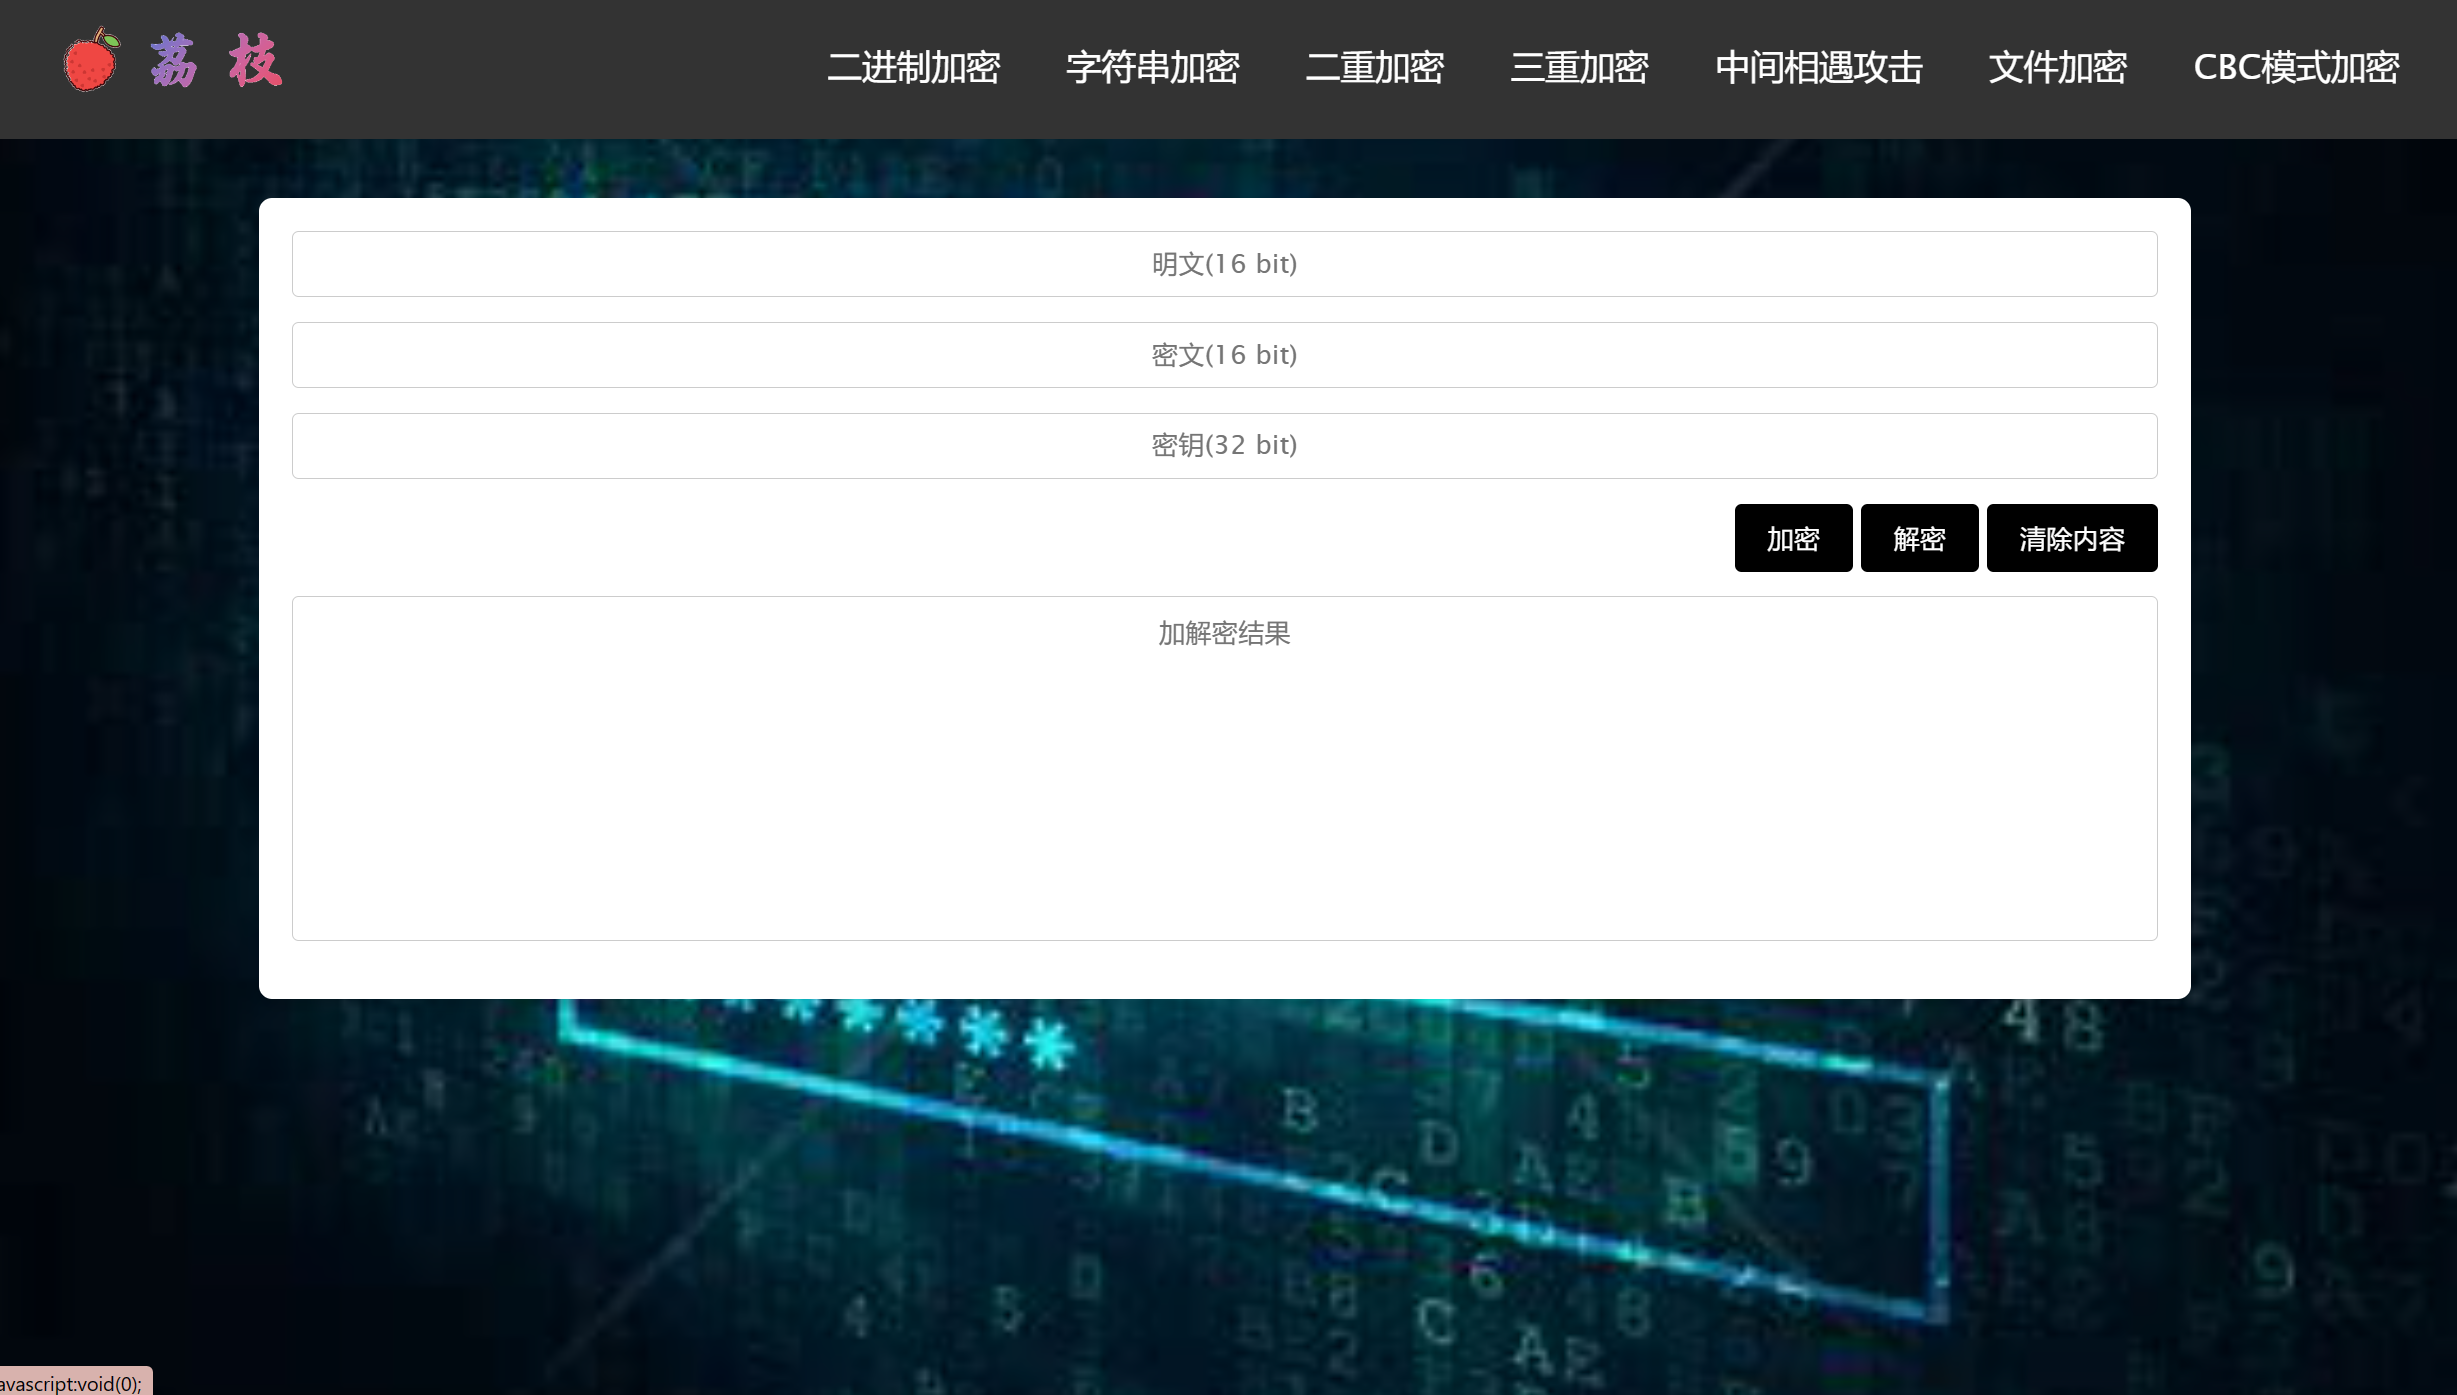 荔枝
二进制加密 字符串加密 二重加密 三重加密 中间相遇攻击 文件加密 CBC模式加密
明文(16 bit)
密文(16 bit)
密钥(32 bit)
加密 解密 清除内容
加解密结果
avascript:void(0);